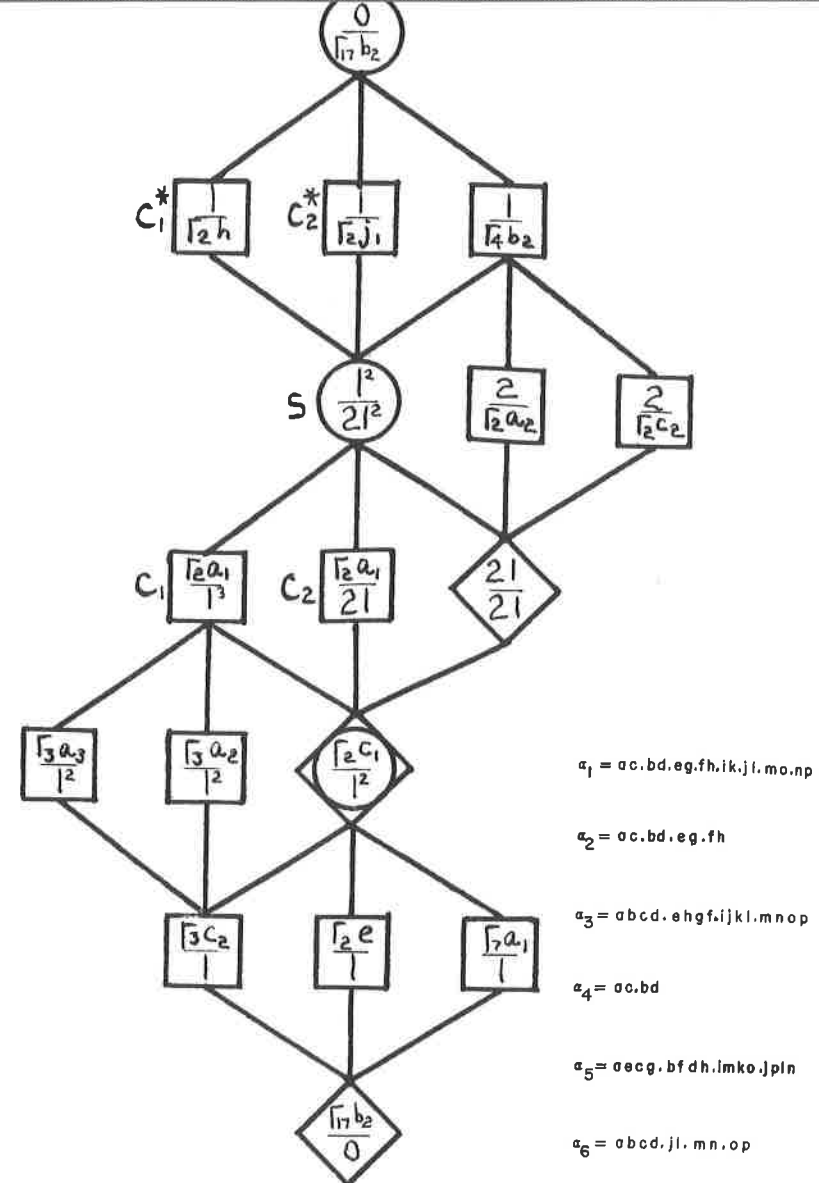 0
Γ17 b2
C1* 1 C2* 1 1
Γ2 h Γ2 j1 Γ4 b2
S 1² 2 2
21² Γ2 a2 Γ2 c2
C1 Γ2 a1 C2 Γ2 a1 21
1³ 21 21
Γ3 a3 Γ3 a2 Γ2 c1
1² 1² 1²
α1 = ac.bd.eg.fh.ik.jl.mo.np
α2 = ac.bd.eg.fh
α3 = abcd.ehgf.ijkl.mnop
Γ3 c2 Γ2 e Γ7 a1
1 1 1
α4 = ac.bd
α5 = aecg.bfdh.imko.jpln
Γ17 b2
0
α6 = abcd.jl.mn.op